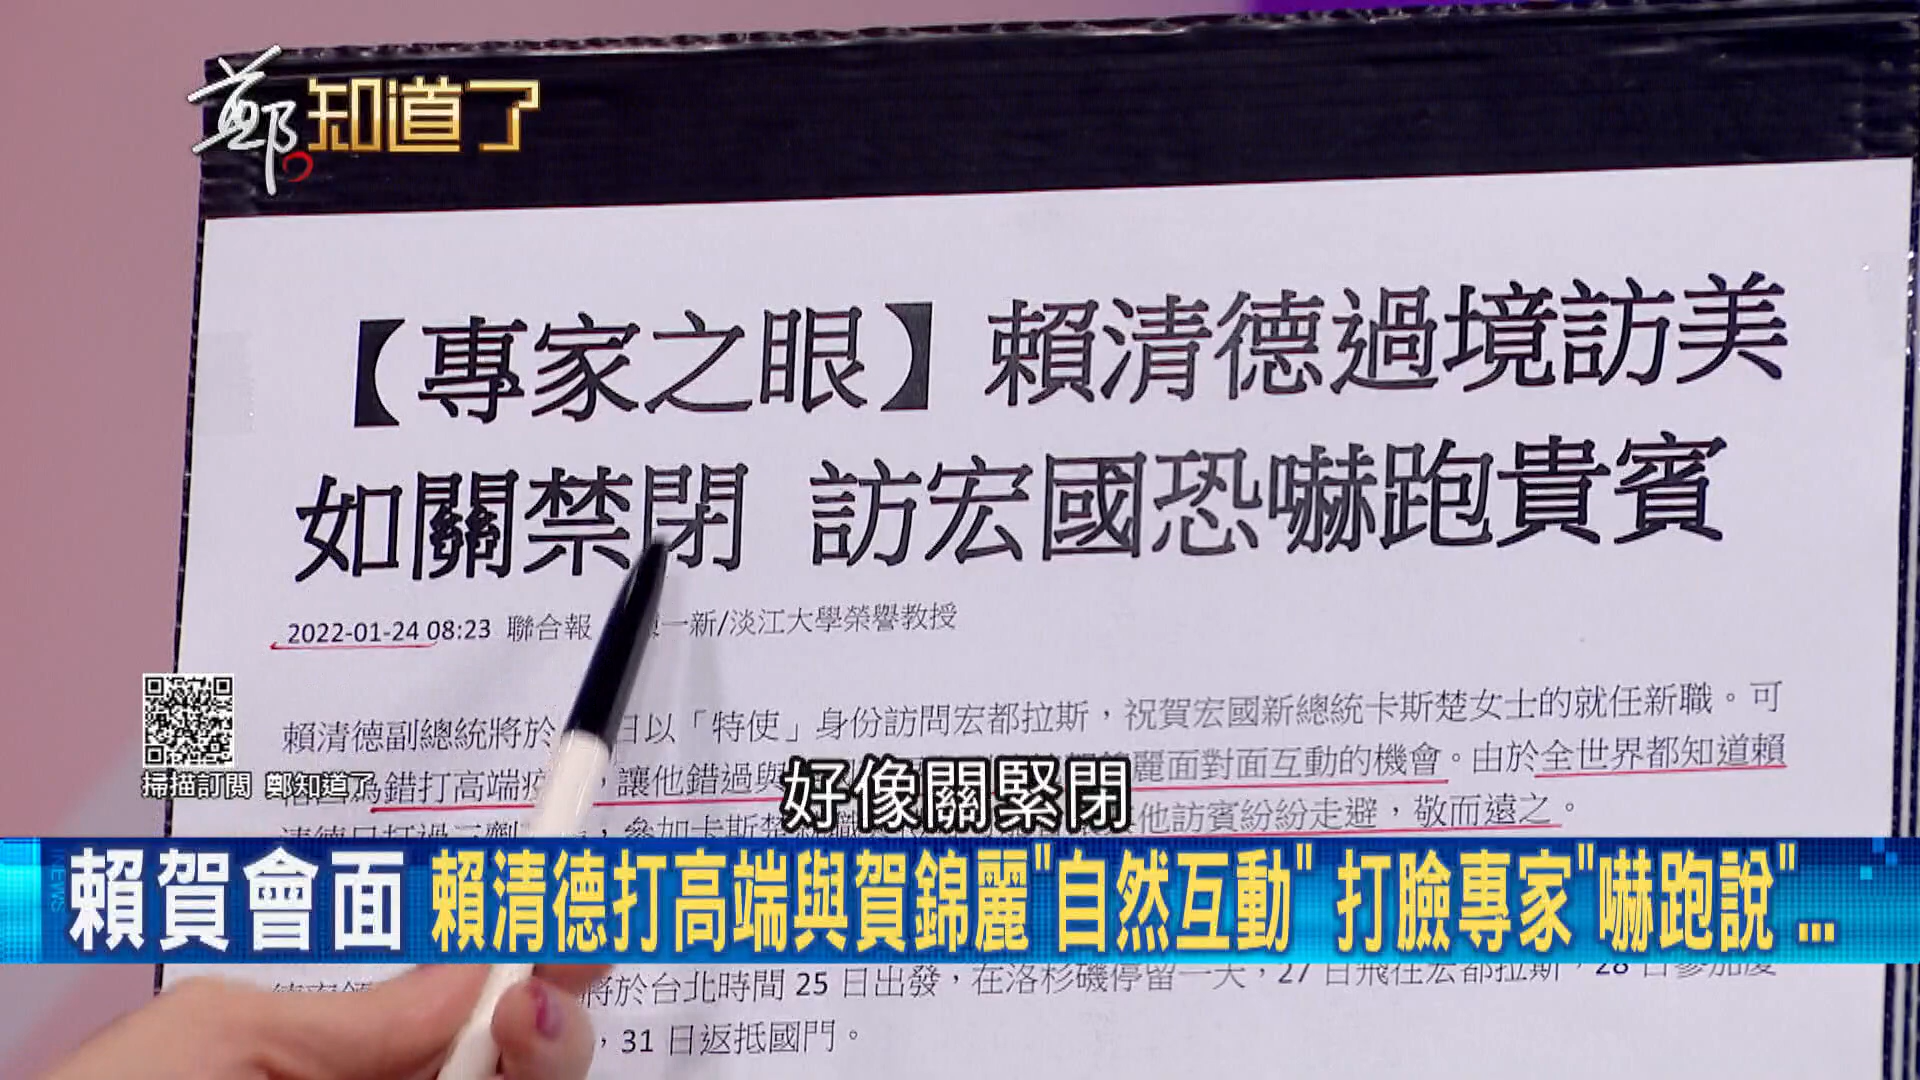 鄭知道了
【專家之眼】賴清德過境訪美
如關禁閉 訪宏國恐嚇跑貴賓
2022-01-24 08:23 聯合報 一新/淡江大學榮譽教授
賴清德副總統將於 日以「特使」身份訪問宏都拉斯,祝賀宏國新總統卡斯楚女士的就任新職。可
錯打高端 ,讓他錯過與 麗面對面互動的機會。由於全世界都知道賴
他訪賓紛紛走避,敬而遠之。
掃描訂閱 鄭知道了
好像關緊閉
NEWS
賴賀會面 賴清德打高端與賀錦麗"自然互動" 打臉專家"嚇跑說"...
將於台北時間 25 日出發,在洛杉磯停留一天,27 日飛往宏都拉斯,28 日參加慶
,31 日返抵國門。